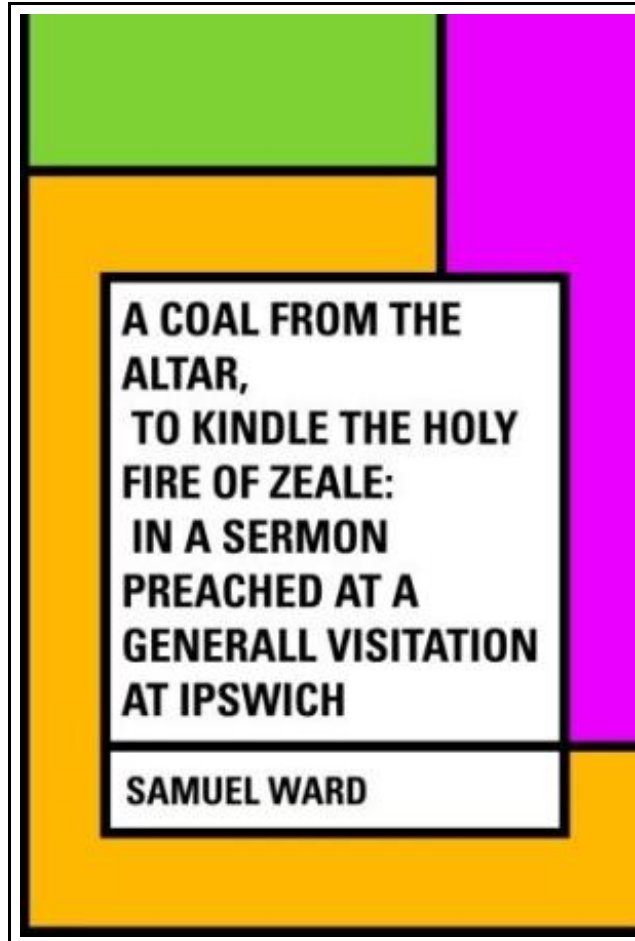 A COAL FROM THE
ALTAR,
TO KINDLE THE HOLY
FIRE OF ZEALE:
IN A SERMON
PREACHED AT A
GENERALL VISITATION
AT IPSWICH
SAMUEL WARD